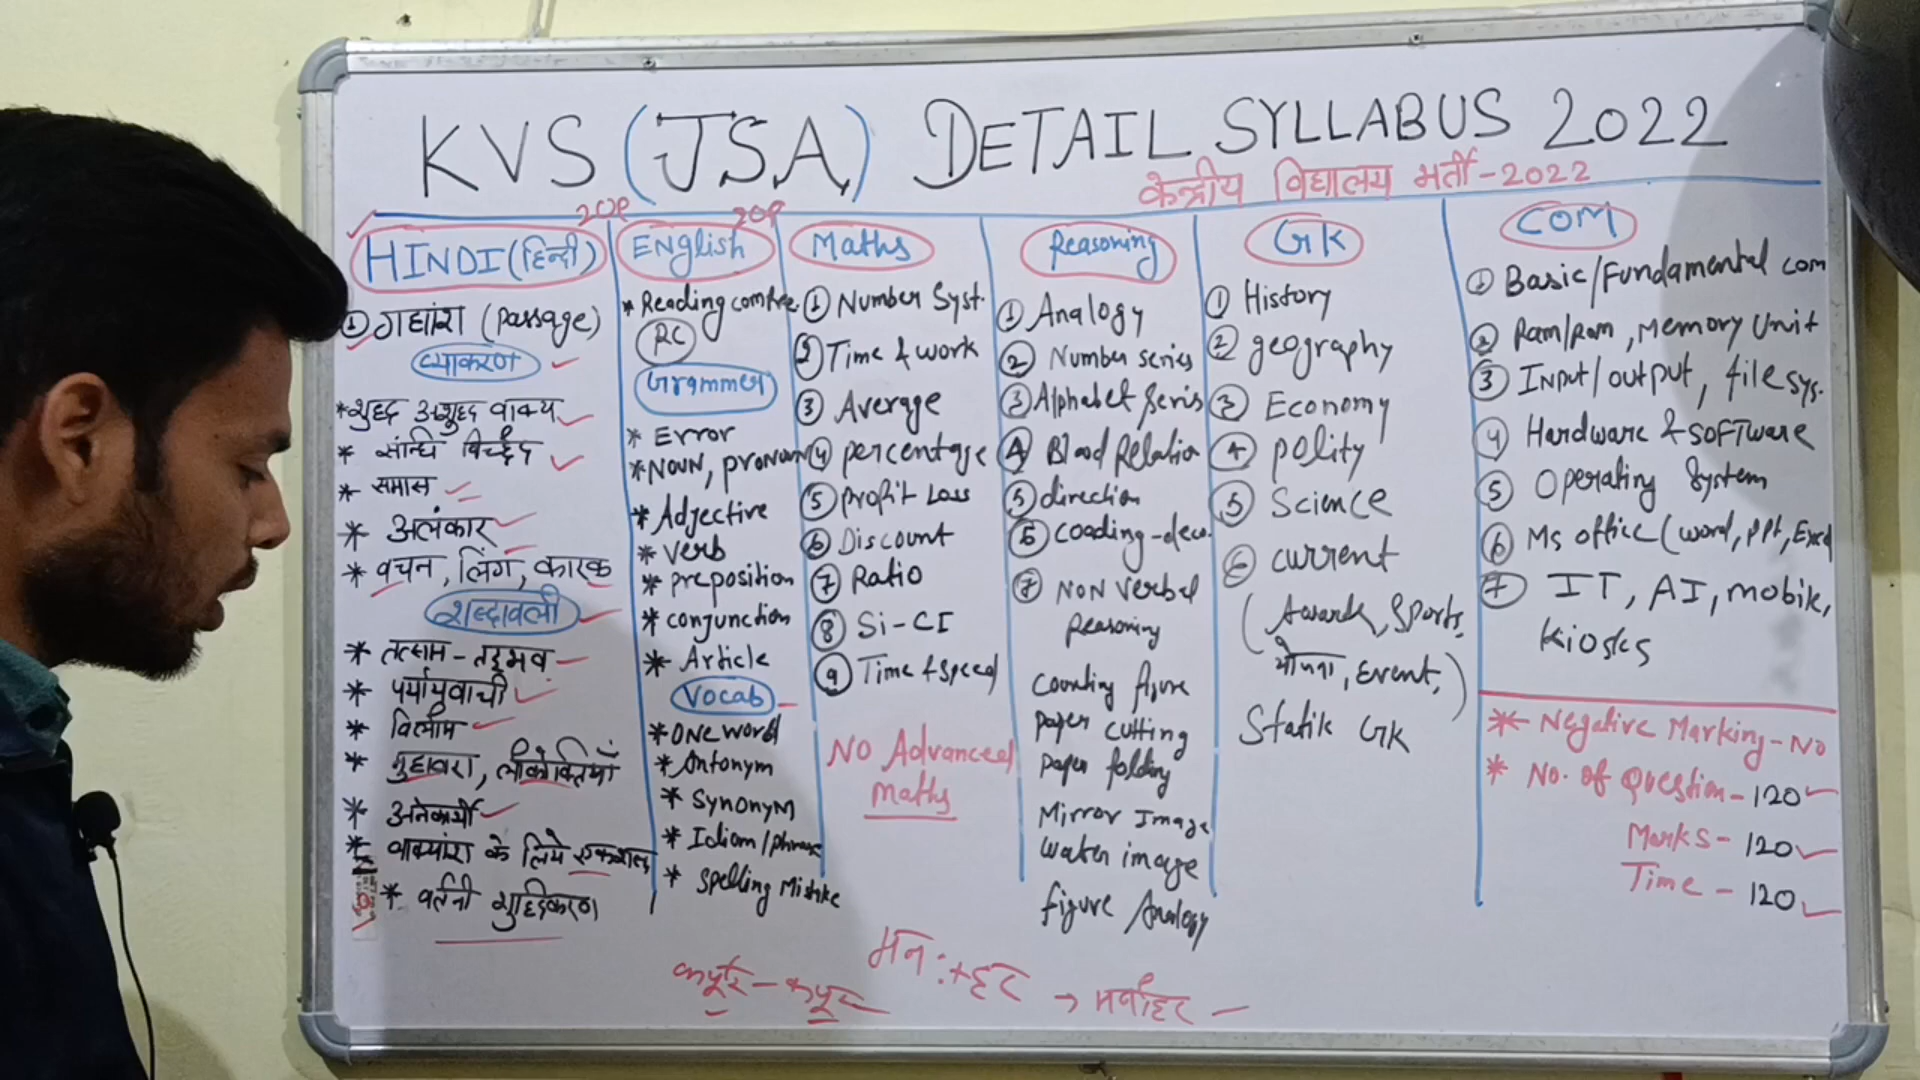 KVS (JSA) DETAIL SYLLABUS 2022
केन्द्रीय विद्यालय भर्ती-2022
20P
HINDI (हिन्दी)
① गद्यांश (Passage)
व्याकरण
* शुद्ध अशुद्ध वाक्य
* सन्धि विच्छेद
* समास
* अलंकार
* वचन, लिंग, कारक
शब्दावली
* तत्सम - तद्भव
* पर्यायवाची
* विलोम
* मुहावरा, लोकोक्तियाँ
* अनेकार्थी
* वाक्यांश के लिये एकशब्द
* वर्तनी शुद्धिकरण
20P
English
* Reading compre.
RC
Grammer
* Error
* Noun, pronoun
* Adjective
* Verb
* preposition
* conjunction
* Article
Vocab
* One word
* Antonym
* Synonym
* Idiom/phrase
* Spelling Mistake
Maths
① Number Syst.
② Time & work
③ Average
④ percentage
⑤ profit Loss
⑥ Discount
⑦ Ratio
⑧ Si-CI
⑨ Time & speed
NO Advanced
Maths
Reasoning
① Analogy
② Number series
③ Alphabet Series
④ Blood Relation
⑤ direction
⑥ coading-deco.
⑦ NON Verbal
Reasoning
Counting figure
paper cutting
paper folding
Mirror Image
water image
figure Analogy
GK
① History
② geography
③ Economy
④ polity
⑤ Science
⑥ current
(Awards, Sports,
योजना, Event,)
Statik GK
COM
① Basic/Fundamental com
② Ram/Rom, Memory Unit
③ Input/output, file sys.
④ Hardware & SOFTware
⑤ Operating System
⑥ Ms office (word, ppt, Excel
⑦ IT, AI, mobile,
Kiosks
* Negative Marking - No
* No. of Question - 120
Marks - 120
Time - 120
मन: + हर → मनोहर